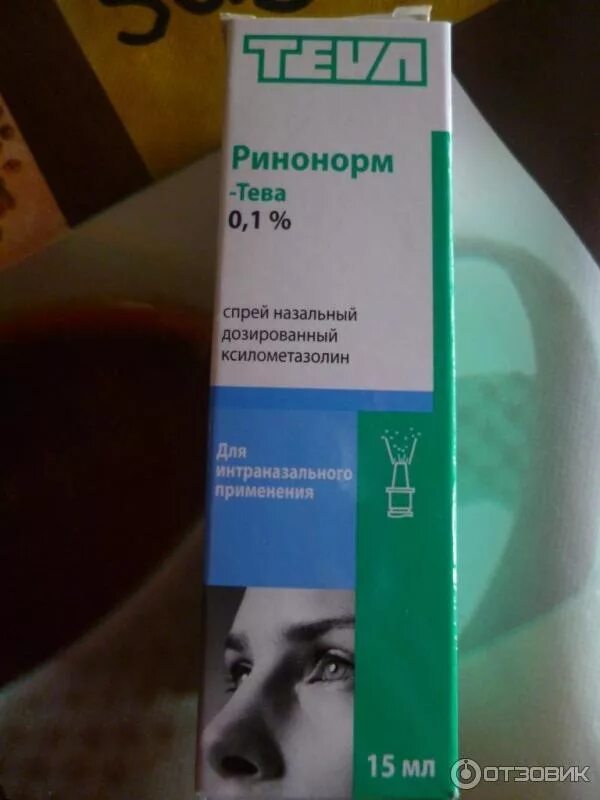 TEVA
Ринонорм
-Тева
0,1 %
спрей назальный
дозированный
ксилометазолин
Для
интраназального
применения
15 мл
ОТЗОВИК